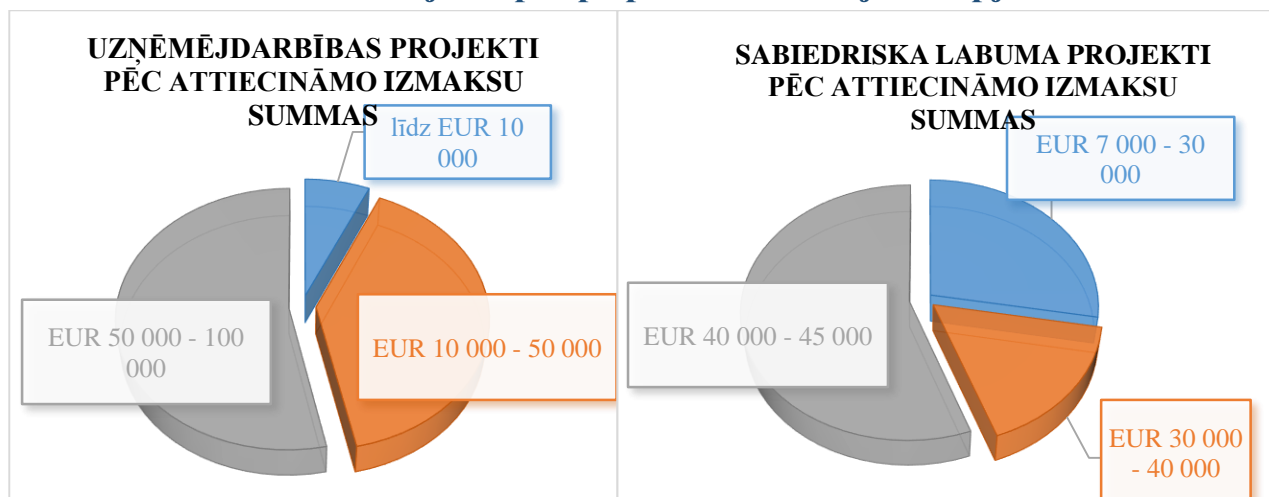 UZŅĒMĒJDARBĪBAS PROJEKTI
PĒC ATTIECINĀMO IZMAKSU
SUMMAS
līdz EUR 10
000
EUR 10 000 - 50 000
EUR 50 000 - 100
000
SABIEDRISKA LABUMA PROJEKTI
PĒC ATTIECINĀMO IZMAKSU
SUMMAS
EUR 7 000 - 30
000
EUR 40 000 - 45 000
EUR 30 000
- 40 000